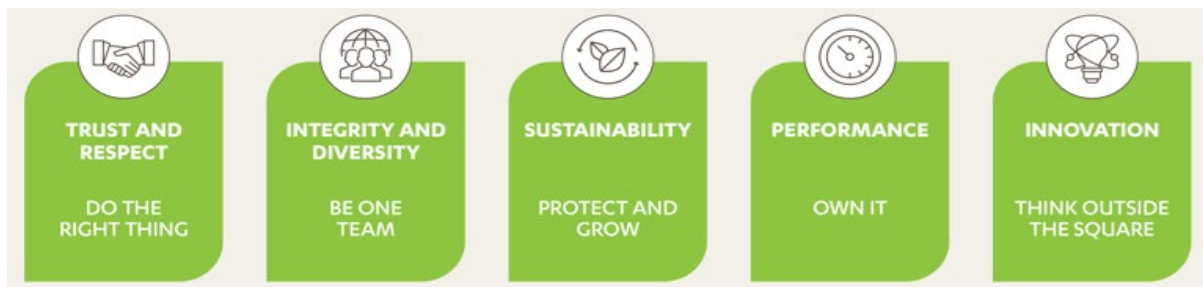 TRUST AND
RESPECT
DO THE
RIGHT THING
INTEGRITY AND
DIVERSITY
BE ONE
TEAM
SUSTAINABILITY
PROTECT AND
GROW
PERFORMANCE
OWN IT
INNOVATION
THINK OUTSIDE
THE SQUARE